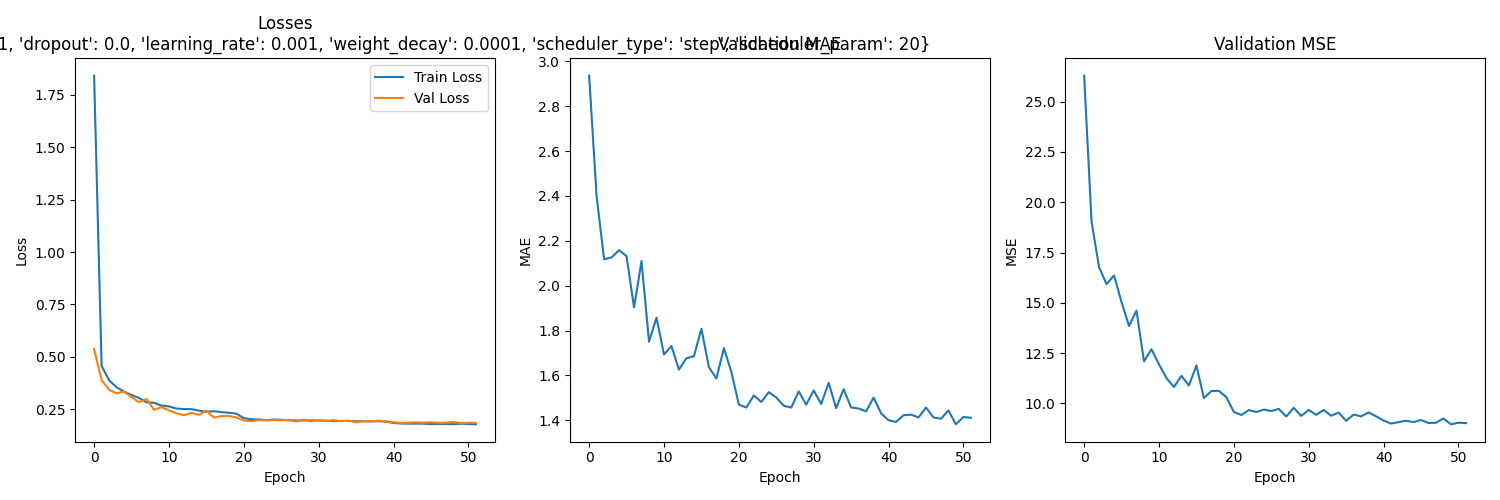 Losses
1, 'dropout': 0.0, 'learning_rate': 0.001, 'weight_decay': 0.0001, 'scheduler_type': 'step', 'scheduler_param': 20}
Train Loss
Val Loss
1.75
1.50
1.25
1.00
0.75
0.50
0.25
Loss
0 10 20 30 40 50
Epoch
Validation MAE
3.0
2.8
2.6
2.4
2.2
2.0
1.8
1.6
1.4
MAE
0 10 20 30 40 50
Epoch
Validation MSE
25.0
22.5
20.0
17.5
15.0
12.5
10.0
MSE
0 10 20 30 40 50
Epoch